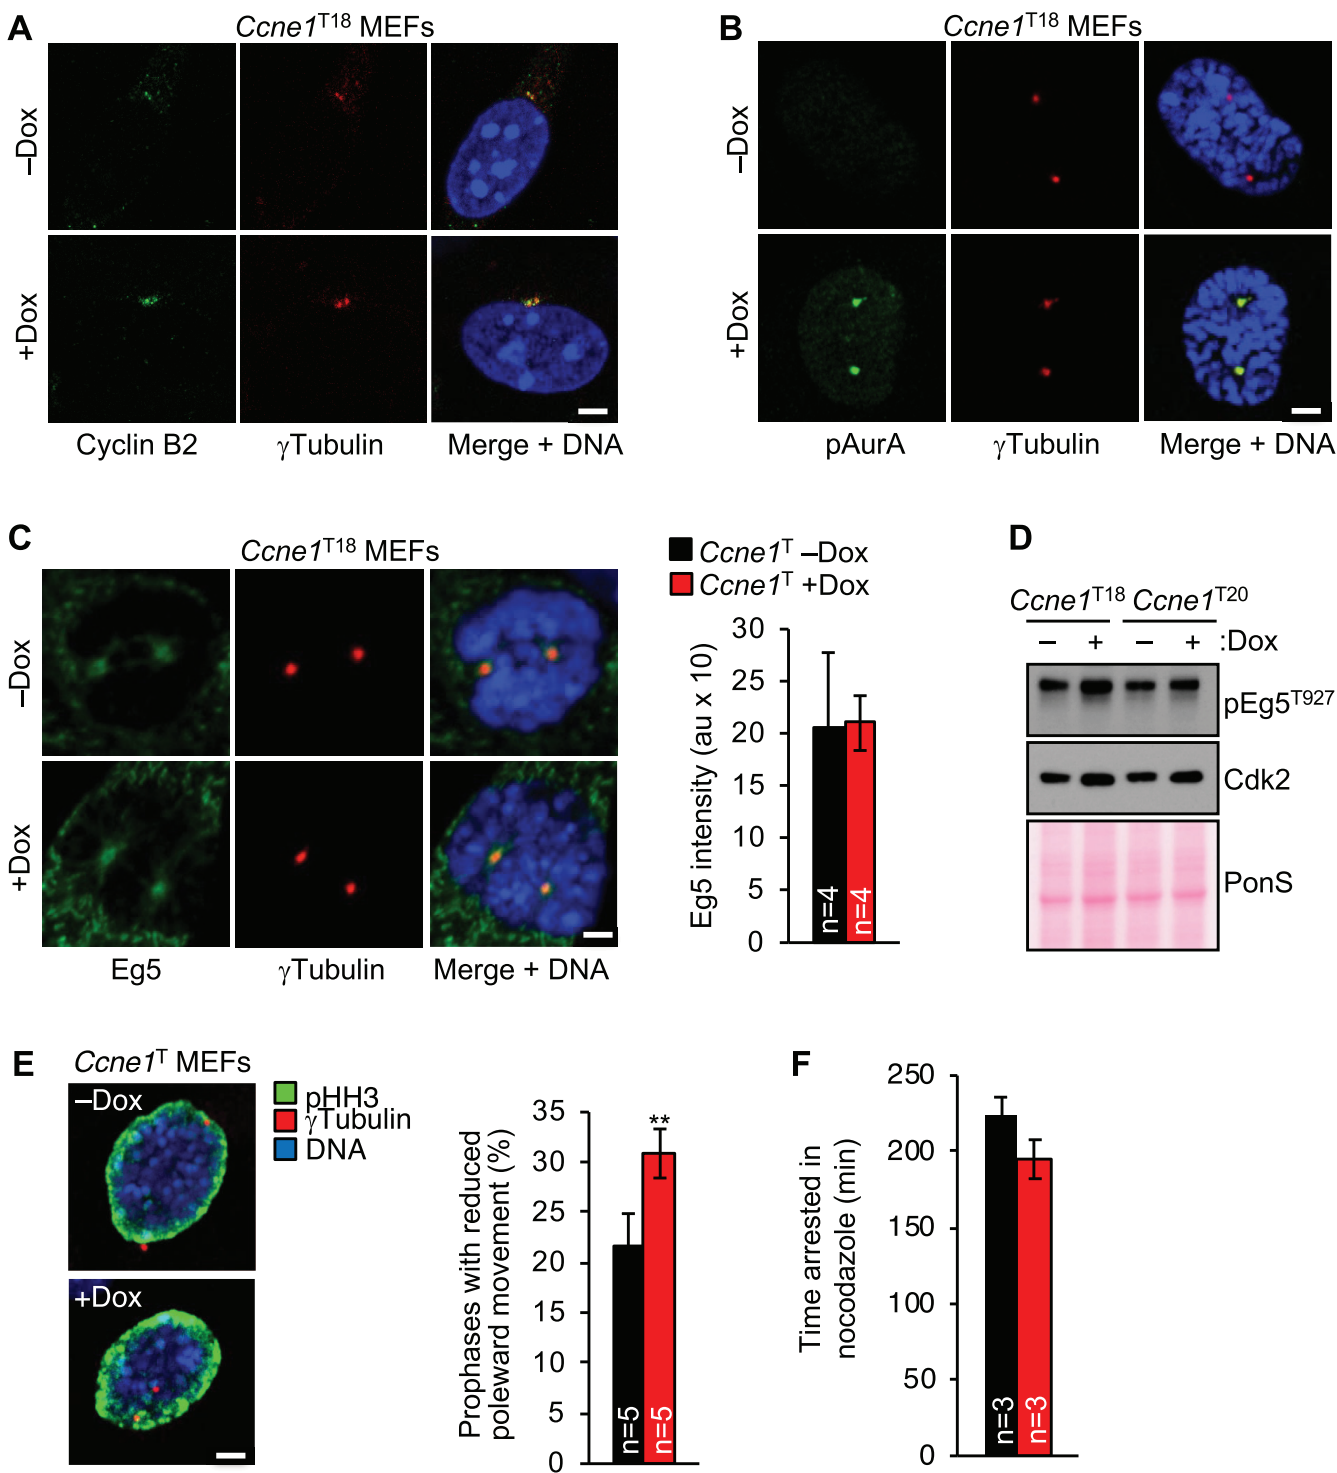 A
Ccne1T18 MEFs
–Dox
+Dox
Cyclin B2
γTubulin
Merge + DNA
B
Ccne1T18 MEFs
–Dox
+Dox
pAurA
γTubulin
Merge + DNA
C
Ccne1T18 MEFs
–Dox
+Dox
Eg5
γTubulin
Merge + DNA
Ccne1T –Dox
Ccne1T +Dox
Eg5 intensity (au x 10)
30
25
20
15
10
5
0
n=4
n=4
D
Ccne1T18 Ccne1T20
– + – + :Dox
pEg5T927
Cdk2
PonS
E
Ccne1T MEFs
–Dox
+Dox
pHH3
γTubulin
DNA
Prophases with reduced
poleward movement (%)
35
30
25
20
15
10
5
0
**
n=5
n=5
F
Time arrested in
nocodazole (min)
250
200
150
100
50
0
n=3
n=3